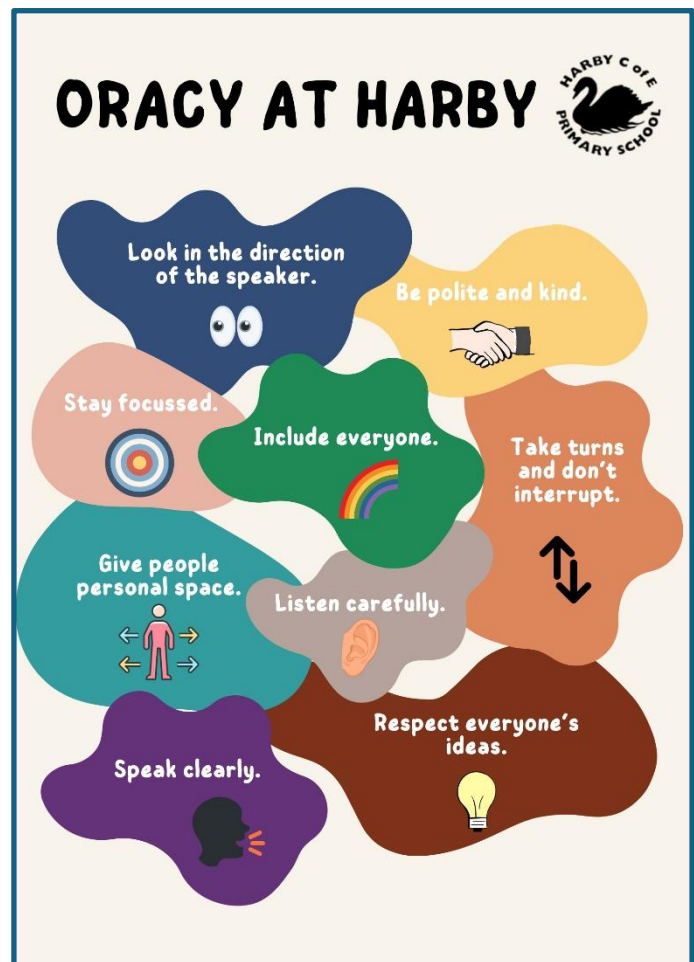 ORACY AT HARBY
HARBY C of E
PRIMARY SCHOOL
Look in the direction
of the speaker.
Be polite and kind.
Stay focussed.
Include everyone.
Take turns
and don't
interrupt.
Give people
personal space.
Listen carefully.
Respect everyone's
ideas.
Speak clearly.